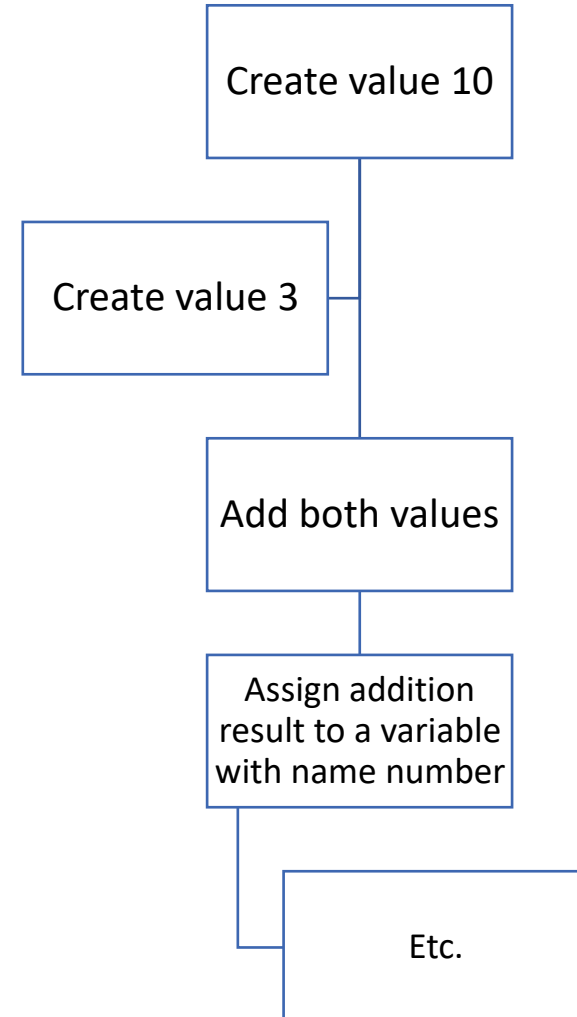 Create value 10
Create value 3
Add both values
Assign addition
result to a variable
with name number
Etc.